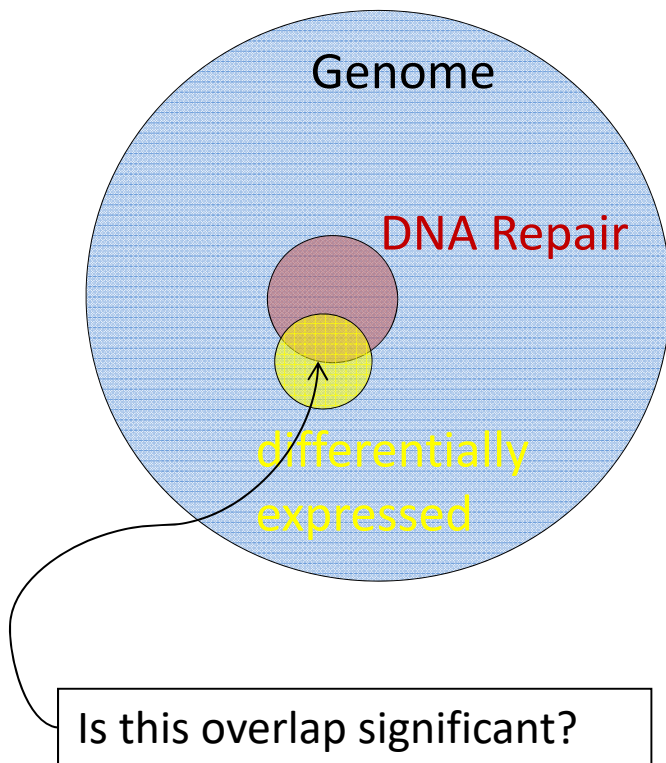 Genome
DNA Repair
differentially
expressed
Is this overlap significant?